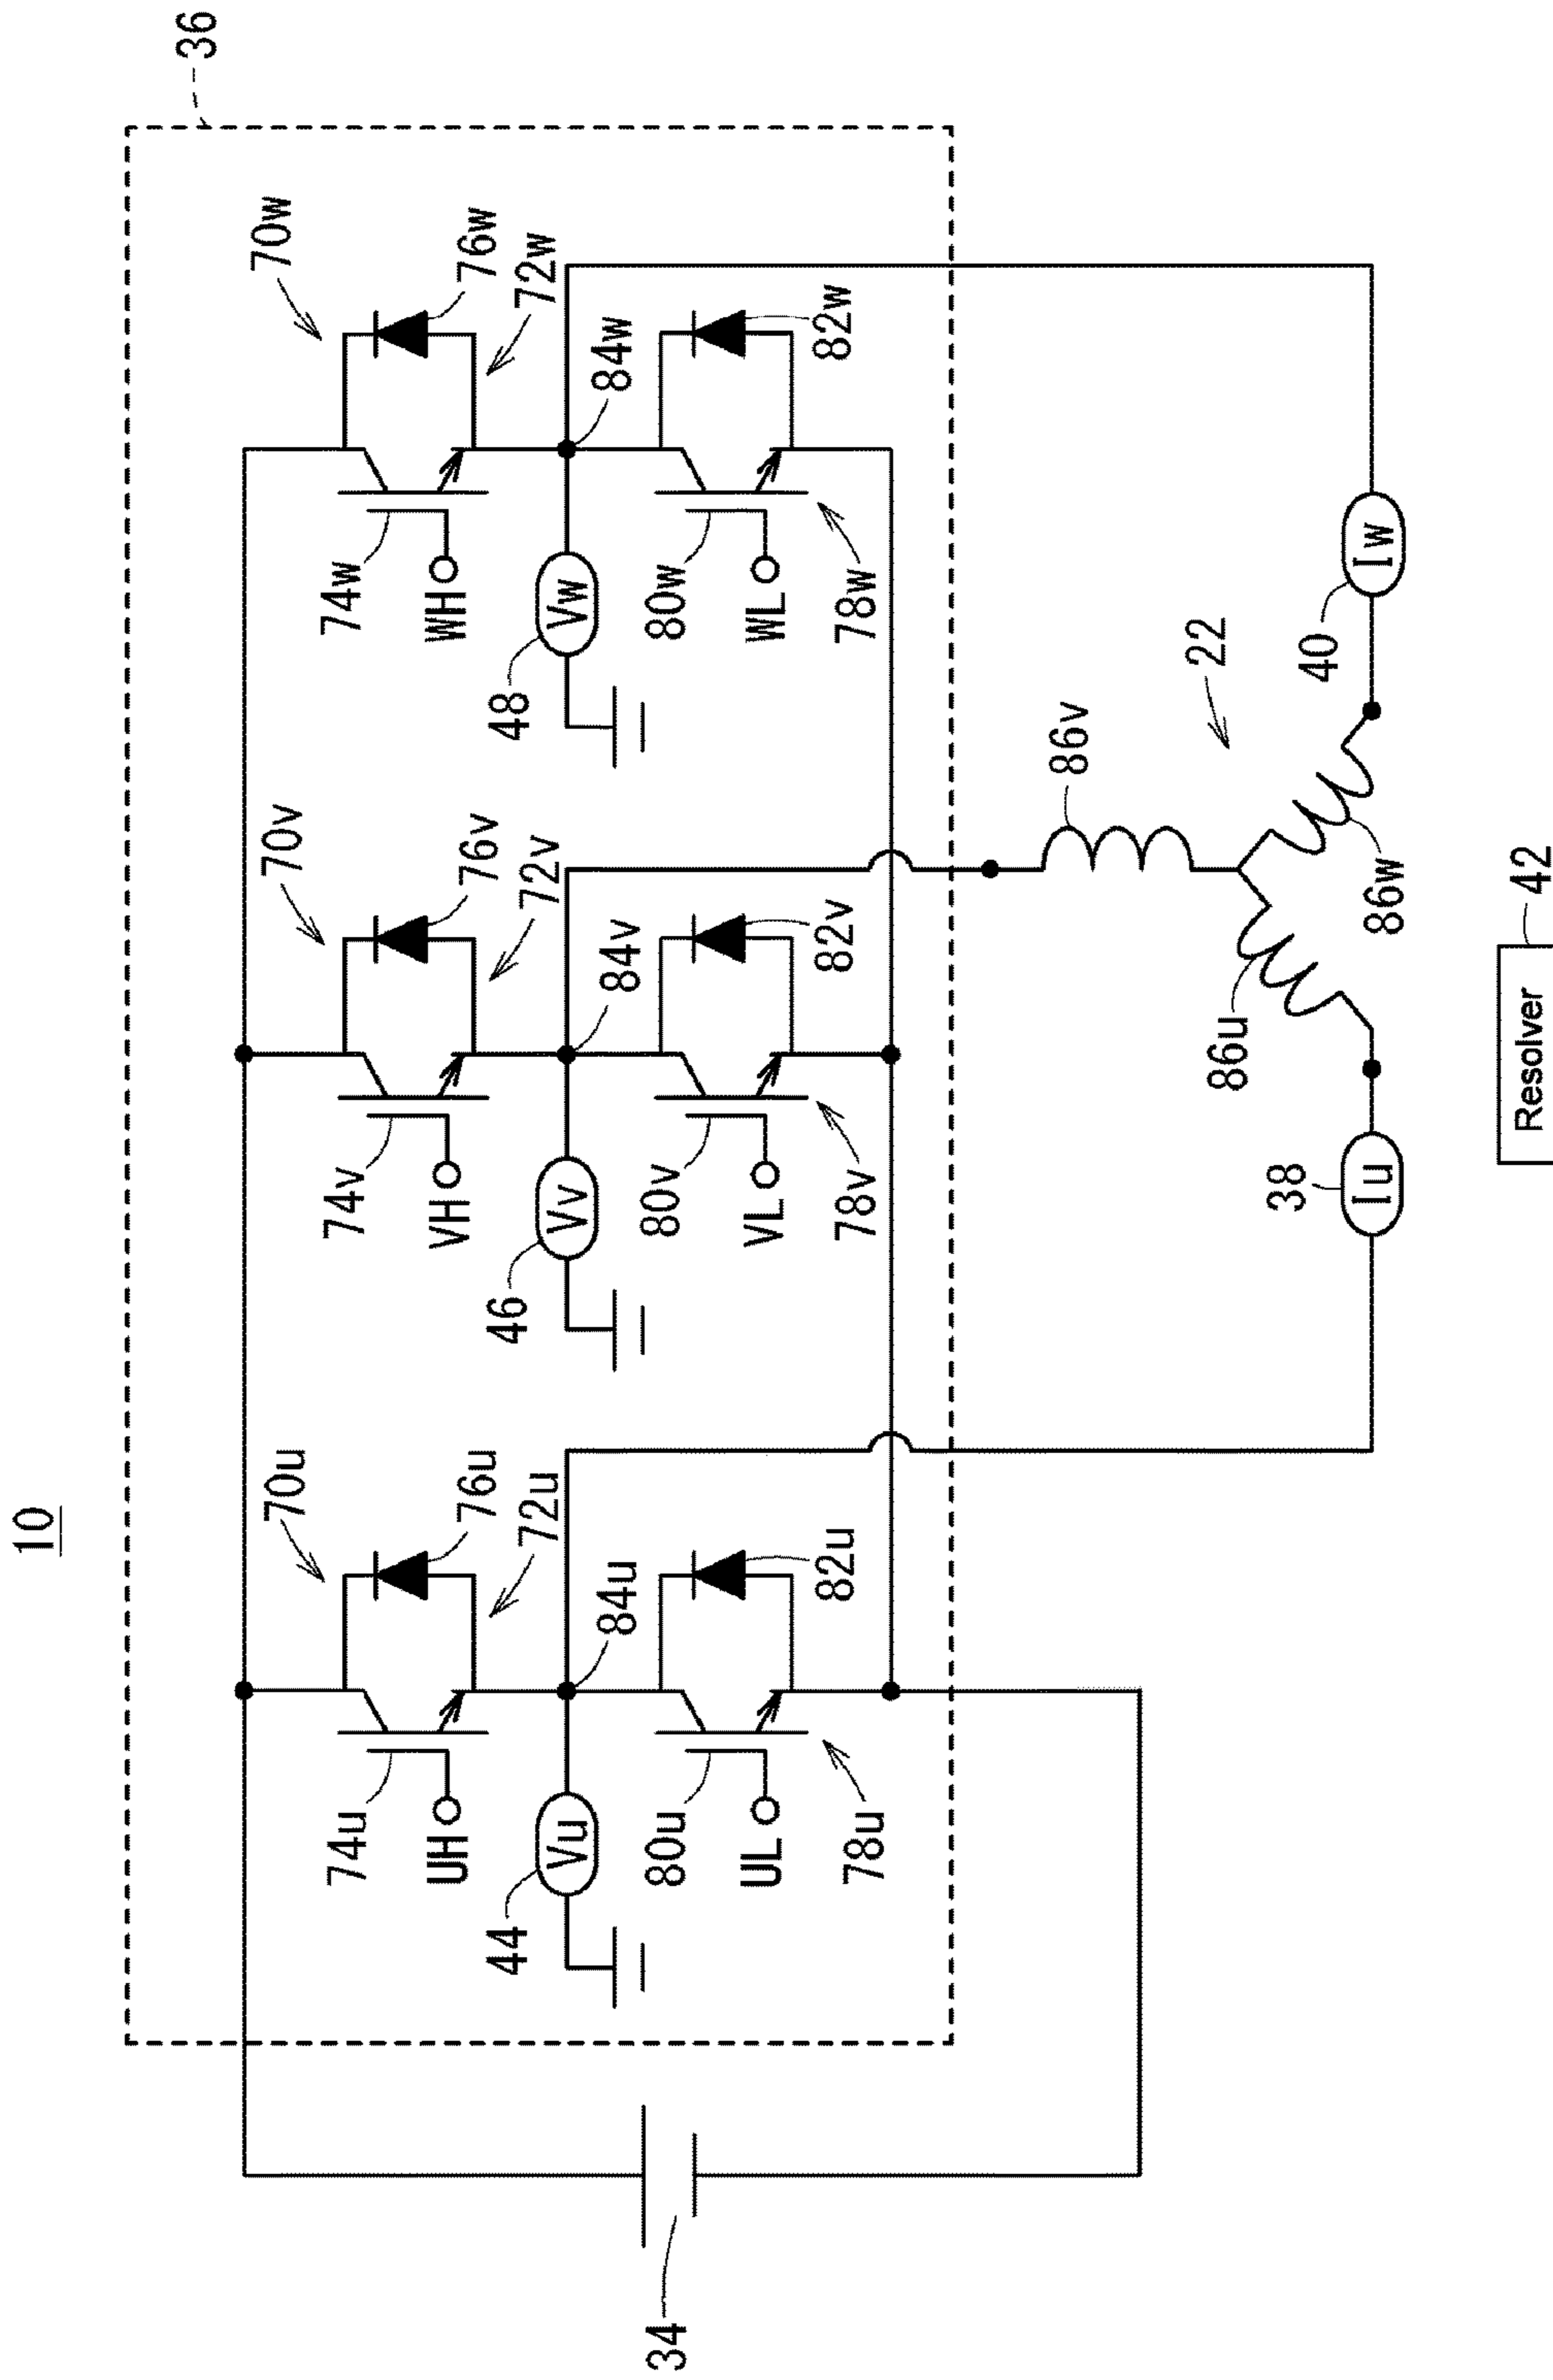 10
36
70u
70v
70w
76u
76v
76w
72u
72v
72w
74u
74v
74w
UH
VH
WH
84u
84v
84w
44
Vu
46
Vv
48
Vw
80u
80v
80w
82u
82v
82w
UL
VL
WL
78u
78v
78w
34
86v
22
86u
86w
38
Iu
40
Iw
Resolver
42